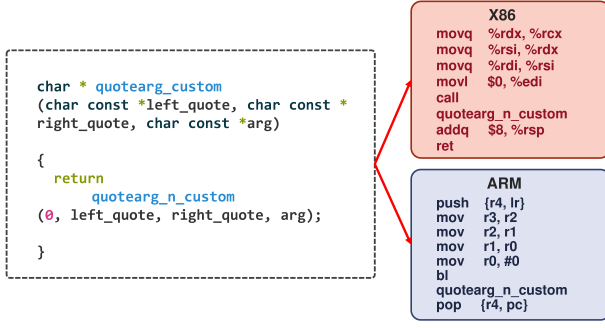 char * quotearg_custom
(char const *left_quote, char const *
right_quote, char const *arg)
{
return
quotearg_n_custom
(0, left_quote, right_quote, arg);
}
X86
movq %rdx, %rcx
movq %rsi, %rdx
movq %rdi, %rsi
movl $0, %edi
call
quotearg_n_custom
addq $8, %rsp
ret
ARM
push {r4, lr}
mov r3, r2
mov r2, r1
mov r1, r0
mov r0, #0
bl
quotearg_n_custom
pop {r4, pc}